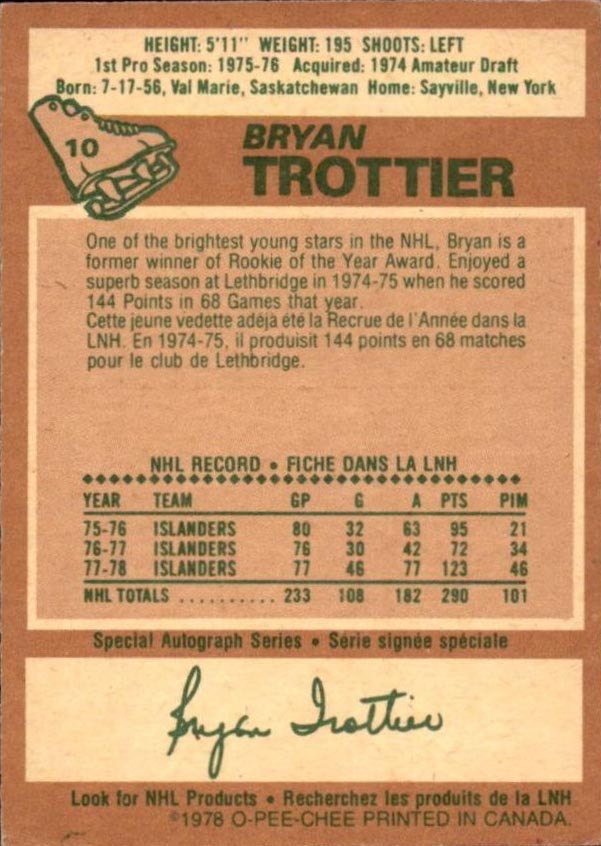 HEIGHT: 5'11" WEIGHT: 195 SHOOTS: LEFT
1st Pro Season: 1975-76 Acquired: 1974 Amateur Draft
Born: 7-17-56, Val Marie, Saskatchewan Home: Sayville, New York
10
BRYAN
TROTTIER
One of the brightest young stars in the NHL, Bryan is a
former winner of Rookie of the Year Award. Enjoyed a
superb season at Lethbridge in 1974-75 when he scored
144 Points in 68 Games that year.
Cette jeune vedette adéjà été la Recrue de l'Année dans la
LNH. En 1974-75, il produisit 144 points en 68 matches
pour le club de Lethbridge.
NHL RECORD • FICHE DANS LA LNH
YEAR TEAM GP G A PTS PIM
75-76 ISLANDERS 80 32 63 95 21
76-77 ISLANDERS 76 30 42 72 34
77-78 ISLANDERS 77 46 77 123 46
NHL TOTALS .......... 233 108 182 290 101
Special Autograph Series • Série signée spéciale
Bryan Trottier
Look for NHL Products • Recherchez les produits de la LNH
©1978 O-PEE-CHEE PRINTED IN CANADA.